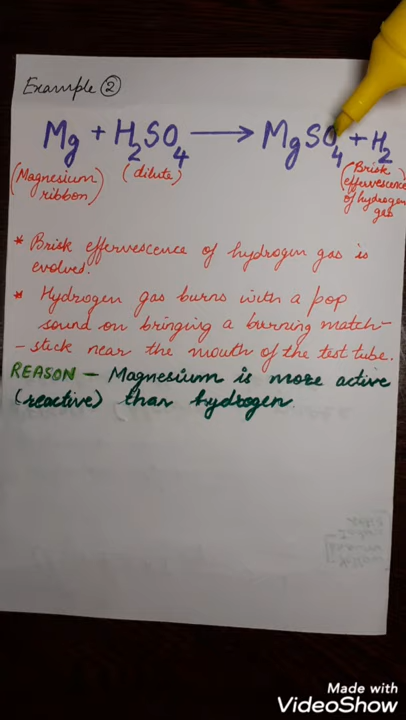 Example ②
Mg + H₂SO₄ → MgSO₄ + H₂
(Magnesium ribbon) (dilute) (Brisk effervescence of hydrogen gas)
* Brisk effervescence of hydrogen gas is
evolved.
* Hydrogen gas burns with a pop
sound on bringing a burning match-
-stick near the mouth of the test tube.
REASON - Magnesium is more active
(reactive) than hydrogen
Made with
VideoShow